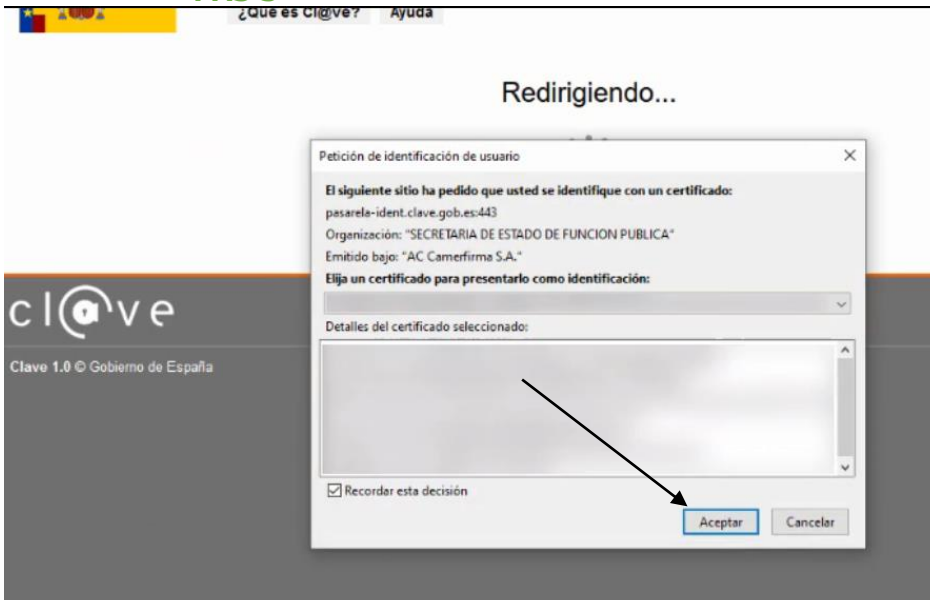 ¿Qué es Cl@ve? Ayuda
Redirigiendo...
Petición de identificación de usuario
El siguiente sitio ha pedido que usted se identifique con un certificado:
pasarela-ident.clave.gob.es:443
Organización: "SECRETARIA DE ESTADO DE FUNCION PUBLICA"
Emitido bajo: "AC Camerfirma S.A."
Elija un certificado para presentarlo como identificación:
cl@ve
Detalles del certificado seleccionado:
Clave 1.0 © Gobierno de España
Recordar esta decisión
Aceptar Cancelar